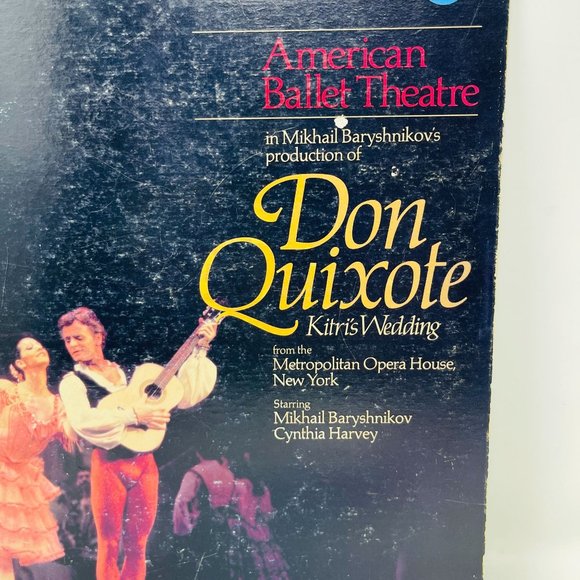 American
Ballet Theatre
in Mikhail Baryshnikov's
production of
Don
Quixote
Kitri's Wedding
from the
Metropolitan Opera House,
New York
Starring
Mikhail Baryshnikov
Cynthia Harvey